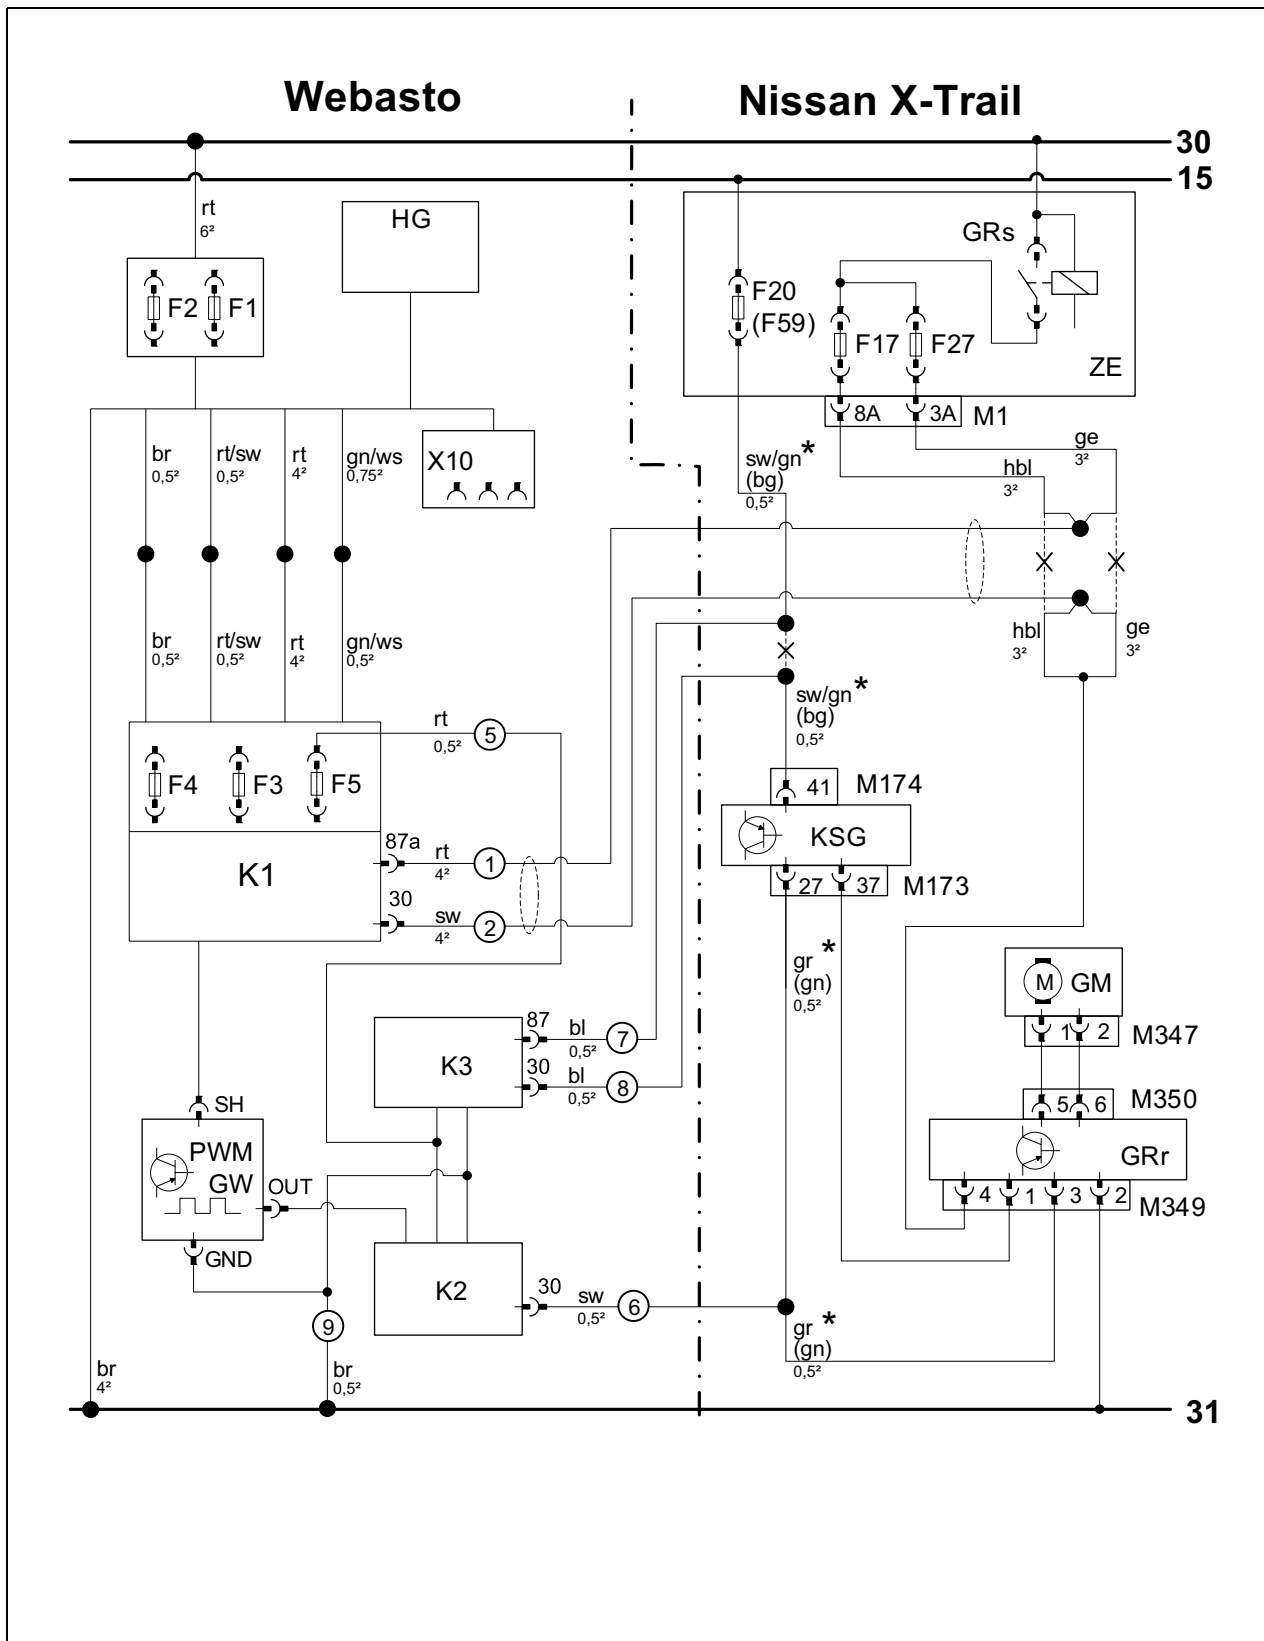 Webasto
Nissan X-Trail
30
15
rt
6²
HG
GRs
F2
F1
F20
(F59)
F17
F27
ZE
8A
3A
M1
br
0,5²
rt/sw
0,5²
rt
4²
gn/ws
0,75²
X10
sw/gn*
(bg)
0,5²
hbl
3²
ge
3²
br
0,5²
rt/sw
0,5²
rt
4²
gn/ws
0,5²
hbl
3²
ge
3²
sw/gn*
(bg)
0,5²
rt
0,5²
5
F4
F3
F5
41
M174
KSG
87a
rt
4²
1
K1
27
37
M173
30
sw
4²
2
gr*
(gn)
0,5²
M
GM
1
2
M347
K3
87
bl
0,5²
7
30
bl
0,5²
8
SH
5
6
M350
PWM
GW
OUT
GRr
4
1
3
2
M349
GND
K2
30
sw
0,5²
6
9
gr*
(gn)
0,5²
br
4²
br
0,5²
31